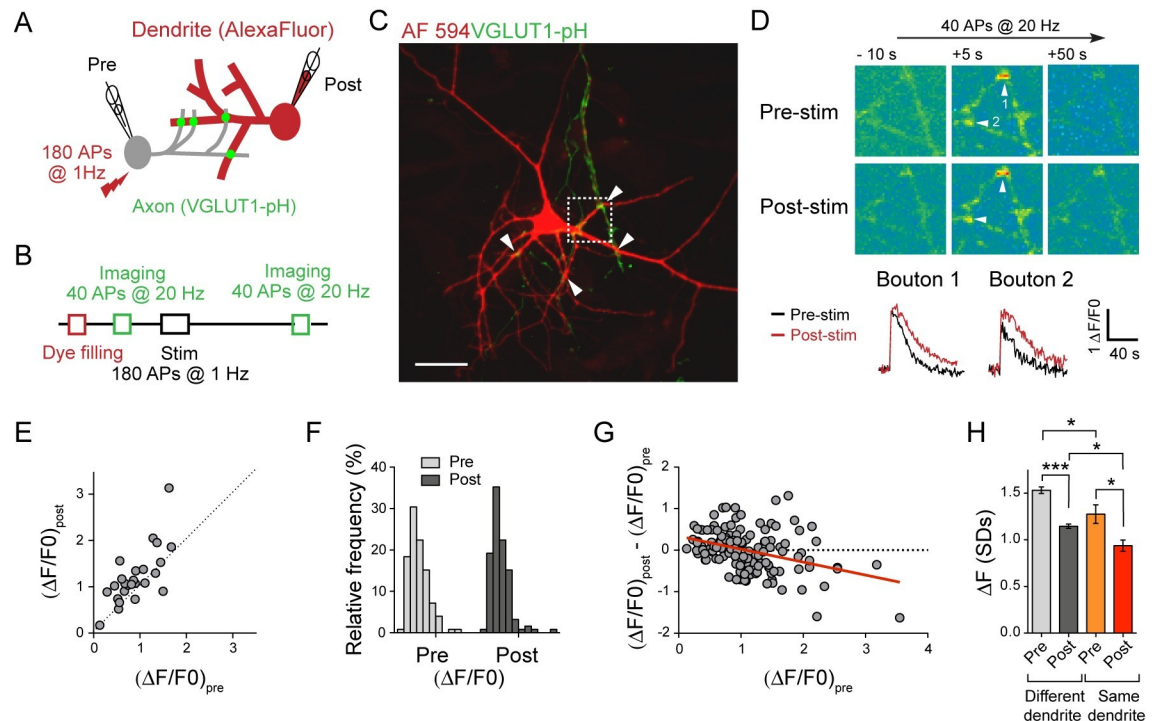 A
Dendrite (AlexaFluor)
Pre
Post
180 APs
@ 1Hz
Axon (VGLUT1-pH)
B
Imaging
40 APs @ 20 Hz
Imaging
40 APs @ 20 Hz
Dye filling
Stim
180 APs @ 1 Hz
C
AF 594VGLUT1-pH
D
40 APs @ 20 Hz
- 10 s
+5 s
+50 s
Pre-stim
1
2
Post-stim
Bouton 1
Bouton 2
Pre-stim
Post-stim
1 ΔF/F0
40 s
E
(ΔF/F0)post
3
2
1
0
0
1
2
3
(ΔF/F0)pre
F
Relative frequency (%)
Pre
Post
40
30
20
10
0
Pre
Post
(ΔF/F0)
G
(ΔF/F0)post - (ΔF/F0)pre
2
1
0
-1
-2
0
1
2
3
4
(ΔF/F0)pre
H
ΔF (SDs)
*
*
***
*
1.5
1.0
0.5
0.0
Pre
Post
Pre
Post
Different
dendrite
Same
dendrite